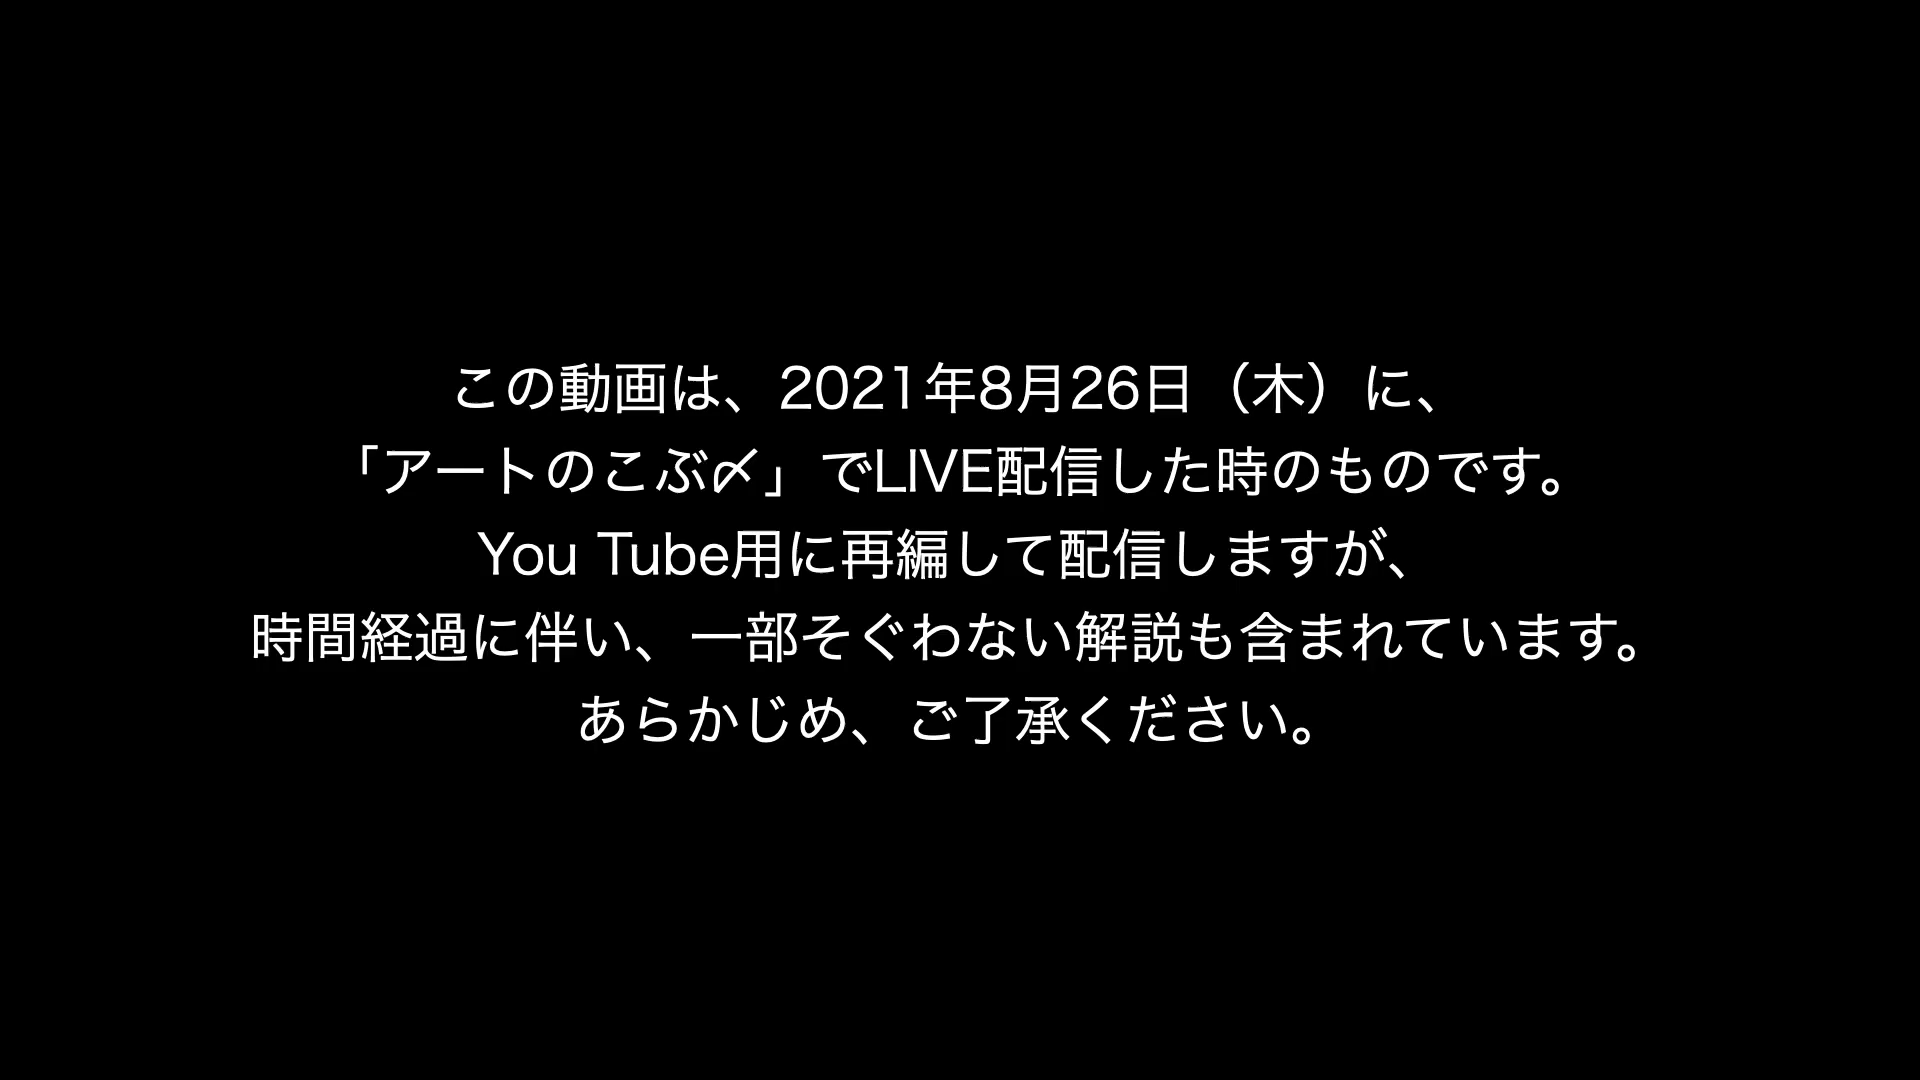 この動画は、2021年8月26日（木）に、
「アートのこぶ〆」でLIVE配信した時のものです。
You Tube用に再編して配信しますが、
時間経過に伴い、一部そぐわない解説も含まれています。
あらかじめ、ご了承ください。